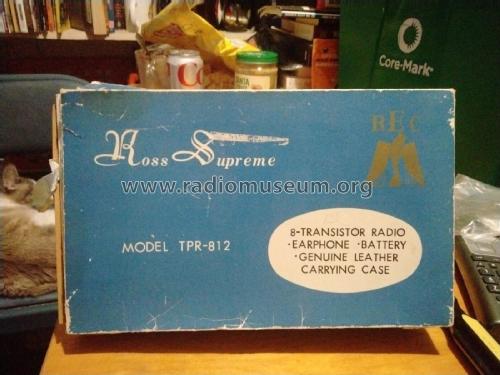 Core-Mark
Ross Supreme
REC
www.radiomuseum.org
MODEL TPR-812
8-TRANSISTOR RADIO
·EARPHONE ·BATTERY
·GENUINE LEATHER
CARRYING CASE